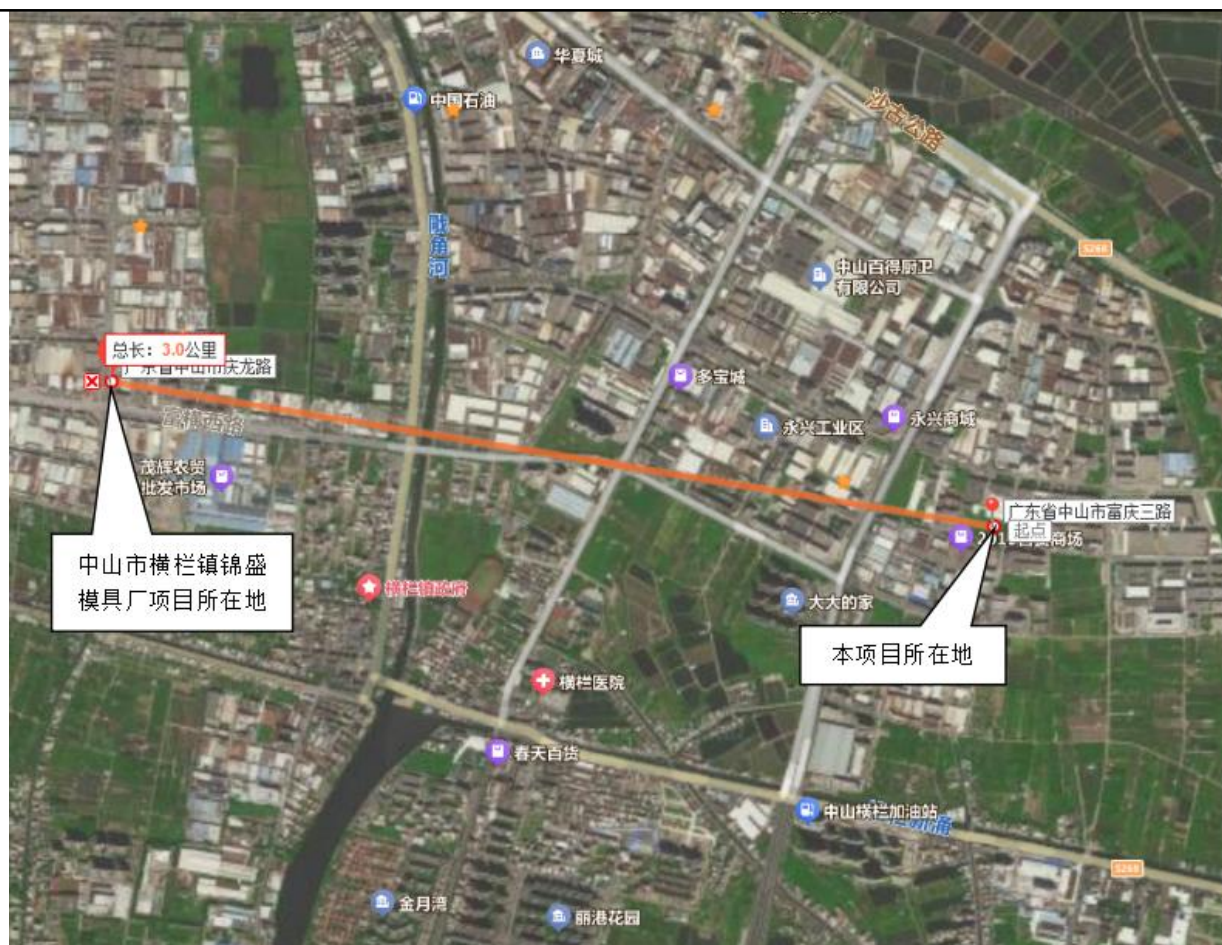 华夏城
中国石油
沙古公路
戙角河
S268
中山百得厨卫
有限公司
总长：3.0公里
广东省中山市庆龙路
多宝城
富横西路
永兴工业区
永兴商城
茂辉农贸
批发市场
广东省中山市富庆三路
起点
中山市横栏镇锦盛
模具厂项目所在地
横栏镇政府
大大的家
本项目所在地
横栏医院
春天百货
中山横栏加油站
S268
金月湾
丽港花园